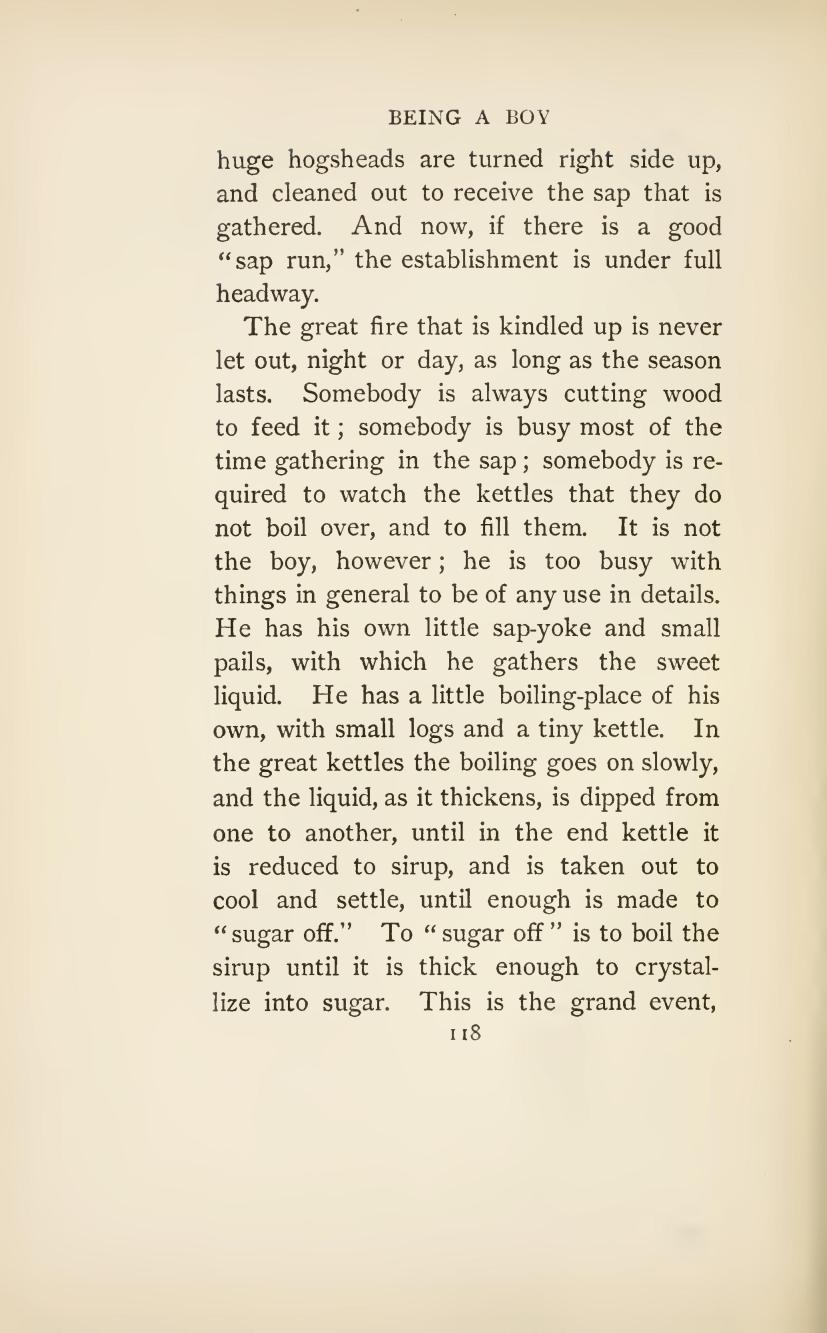 BEING A BOY
huge hogsheads are turned right side up,
and cleaned out to receive the sap that is
gathered. And now, if there is a good
“sap run,” the establishment is under full
headway.
The great fire that is kindled up is never
let out, night or day, as long as the season
lasts. Somebody is always cutting wood
to feed it ; somebody is busy most of the
time gathering in the sap ; somebody is re-
quired to watch the kettles that they do
not boil over, and to fill them. It is not
the boy, however ; he is too busy with
things in general to be of any use in details.
He has his own little sap-yoke and small
pails, with which he gathers the sweet
liquid. He has a little boiling-place of his
own, with small logs and a tiny kettle. In
the great kettles the boiling goes on slowly,
and the liquid, as it thickens, is dipped from
one to another, until in the end kettle it
is reduced to sirup, and is taken out to
cool and settle, until enough is made to
“sugar off.” To “sugar off” is to boil the
sirup until it is thick enough to crystal-
lize into sugar. This is the grand event,
118